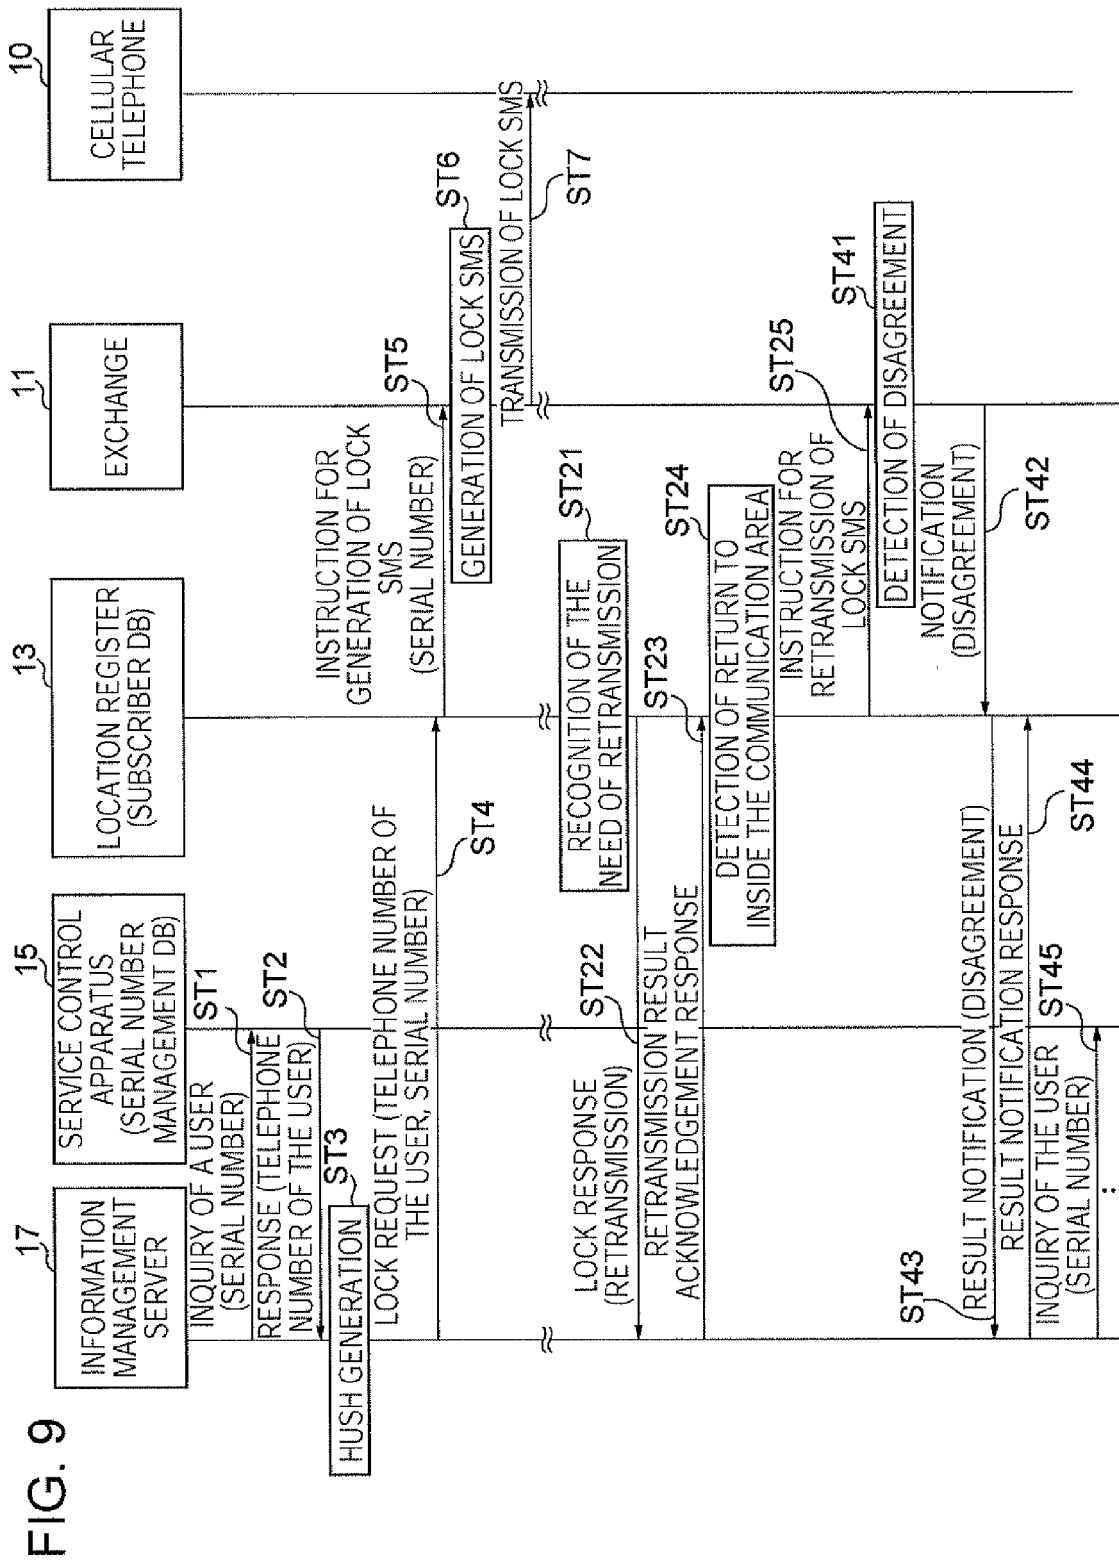 FIG. 9
17
INFORMATION
MANAGEMENT
SERVER
15
SERVICE CONTROL
APPARATUS
(SERIAL NUMBER
MANAGEMENT DB)
13
LOCATION REGISTER
(SUBSCRIBER DB)
11
EXCHANGE
10
CELLULAR
TELEPHONE
INQUIRY OF A USER
(SERIAL NUMBER)
ST1
RESPONSE (TELEPHONE
NUMBER OF THE USER)
ST2
HUSH GENERATION
ST3
LOCK REQUEST (TELEPHONE NUMBER OF
THE USER, SERIAL NUMBER)
ST4
INSTRUCTION FOR
GENERATION OF LOCK
SMS
(SERIAL NUMBER)
ST5
GENERATION OF LOCK SMS
ST6
TRANSMISSION OF LOCK SMS
ST7
RECOGNITION OF THE
NEED OF RETRANSMISSION
ST21
LOCK RESPONSE
(RETRANSMISSION)
ST22
RETRANSMISSION RESULT
ACKNOWLEDGEMENT RESPONSE
ST23
DETECTION OF RETURN TO
INSIDE THE COMMUNICATION AREA
ST24
INSTRUCTION FOR
RETRANSMISSION OF
LOCK SMS
ST25
DETECTION OF DISAGREEMENT
ST41
NOTIFICATION
(DISAGREEMENT)
ST42
ST43
RESULT NOTIFICATION (DISAGREEMENT)
RESULT NOTIFICATION RESPONSE
ST44
INQUIRY OF THE USER
(SERIAL NUMBER)
ST45